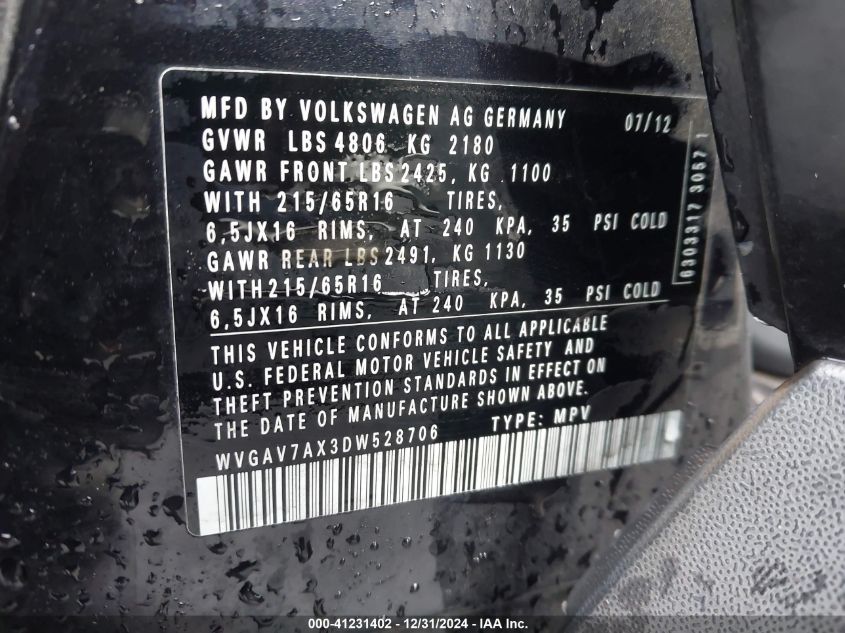 MFD BY VOLKSWAGEN AG GERMANY 07/12
GVWR LBS 4806 KG 2180
GAWR FRONT LBS 2425, KG .1100
WITH 215/65R16 TIRES,
6,5JX16 RIMS, AT 240 KPA, 35 PSI COLD
GAWR REAR LBS 2491, KG 1130
WITH 215/65R16 TIRES,
6,5JX16 RIMS, AT 240 KPA, 35 PSI COLD
THIS VEHICLE CONFORMS TO ALL APPLICABLE
U.S. FEDERAL MOTOR VEHICLE SAFETY AND
THEFT PREVENTION STANDARDS IN EFFECT ON
THE DATE OF MANUFACTURE SHOWN ABOVE.
WVGAV7AX3DW528706 TYPE: MPV
0303317 3057 1
000-41231402 - 12/31/2024 - IAA Inc.